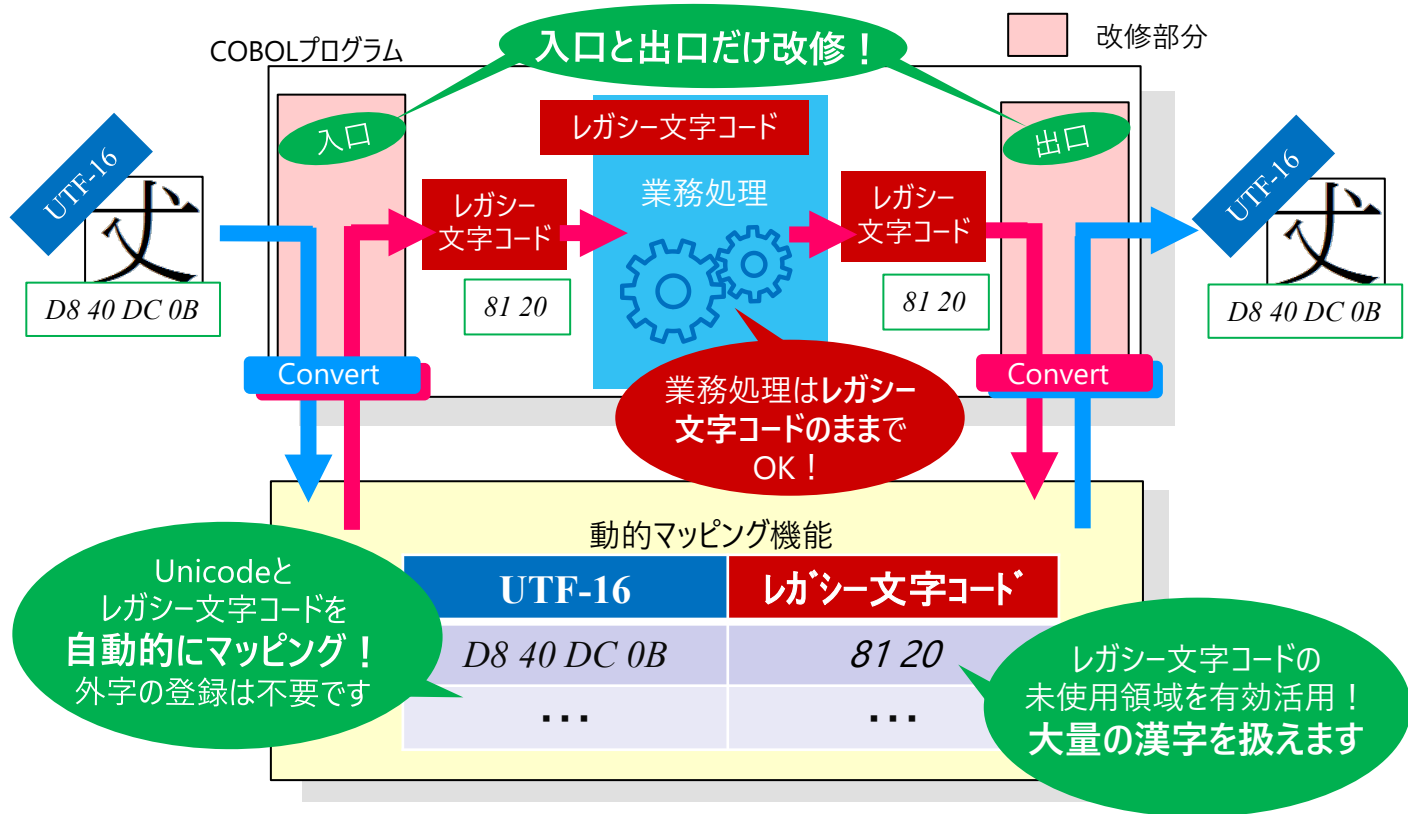 COBOLプログラム
入口と出口だけ改修！
改修部分
入口
レガシー文字コード
出口
UTF-16
𠀋
D8 40 DC 0B
レガシー
文字コード
81 20
業務処理
レガシー
文字コード
81 20
UTF-16
𠀋
D8 40 DC 0B
Convert
Convert
業務処理はレガシー
文字コードのままで
OK！
動的マッピング機能
Unicodeと
レガシー文字コードを
自動的にマッピング！
外字の登録は不要です
UTF-16
レガシー文字コード
D8 40 DC 0B
81 20
...
...
レガシー文字コードの
未使用領域を有効活用！
大量の漢字を扱えます